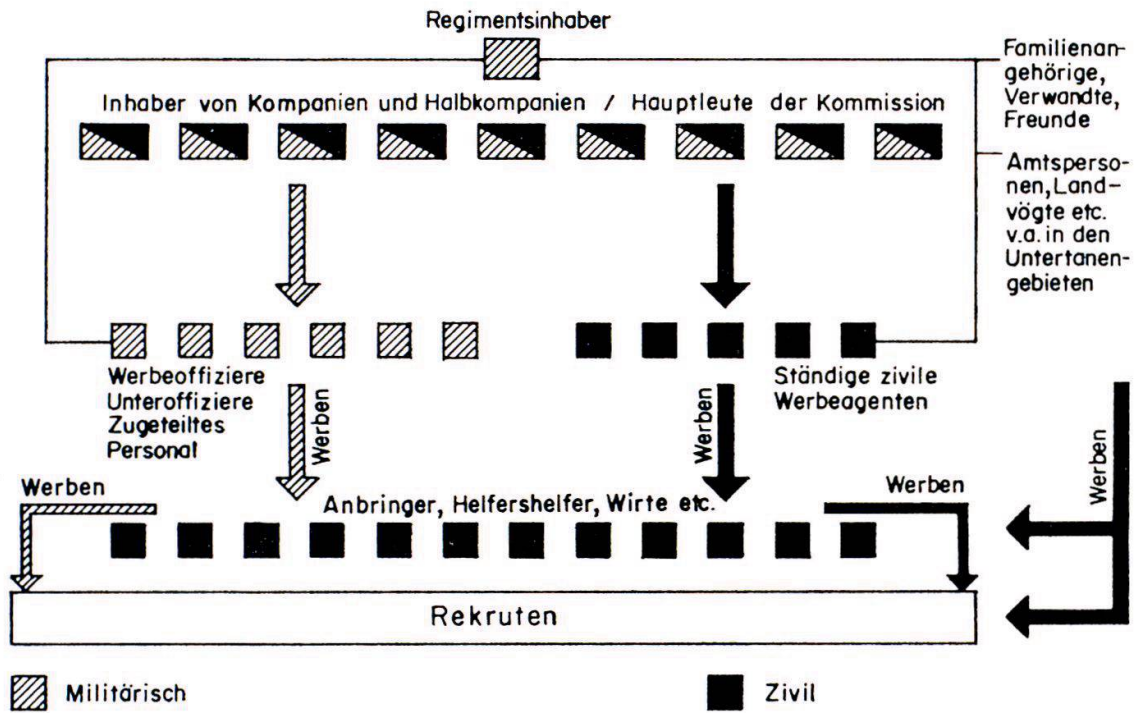 Regimentsinhaber
Familienan-
gehörige,
Verwandte,
Freunde
Inhaber von Kompanien und Halbkompanien / Hauptleute der Kommission
Amtsperso-
nen, Land-
vögte etc.
v.a. in den
Untertanen-
gebieten
Werbeoffiziere
Unteroffiziere
Zugeteiltes
Personal
Werben
Werben
Ständige zivile
Werbeagenten
Werben
Werben
Anbringer, Helfershelfer, Wirte etc.
Werben
Rekruten
Militärisch
Zivil